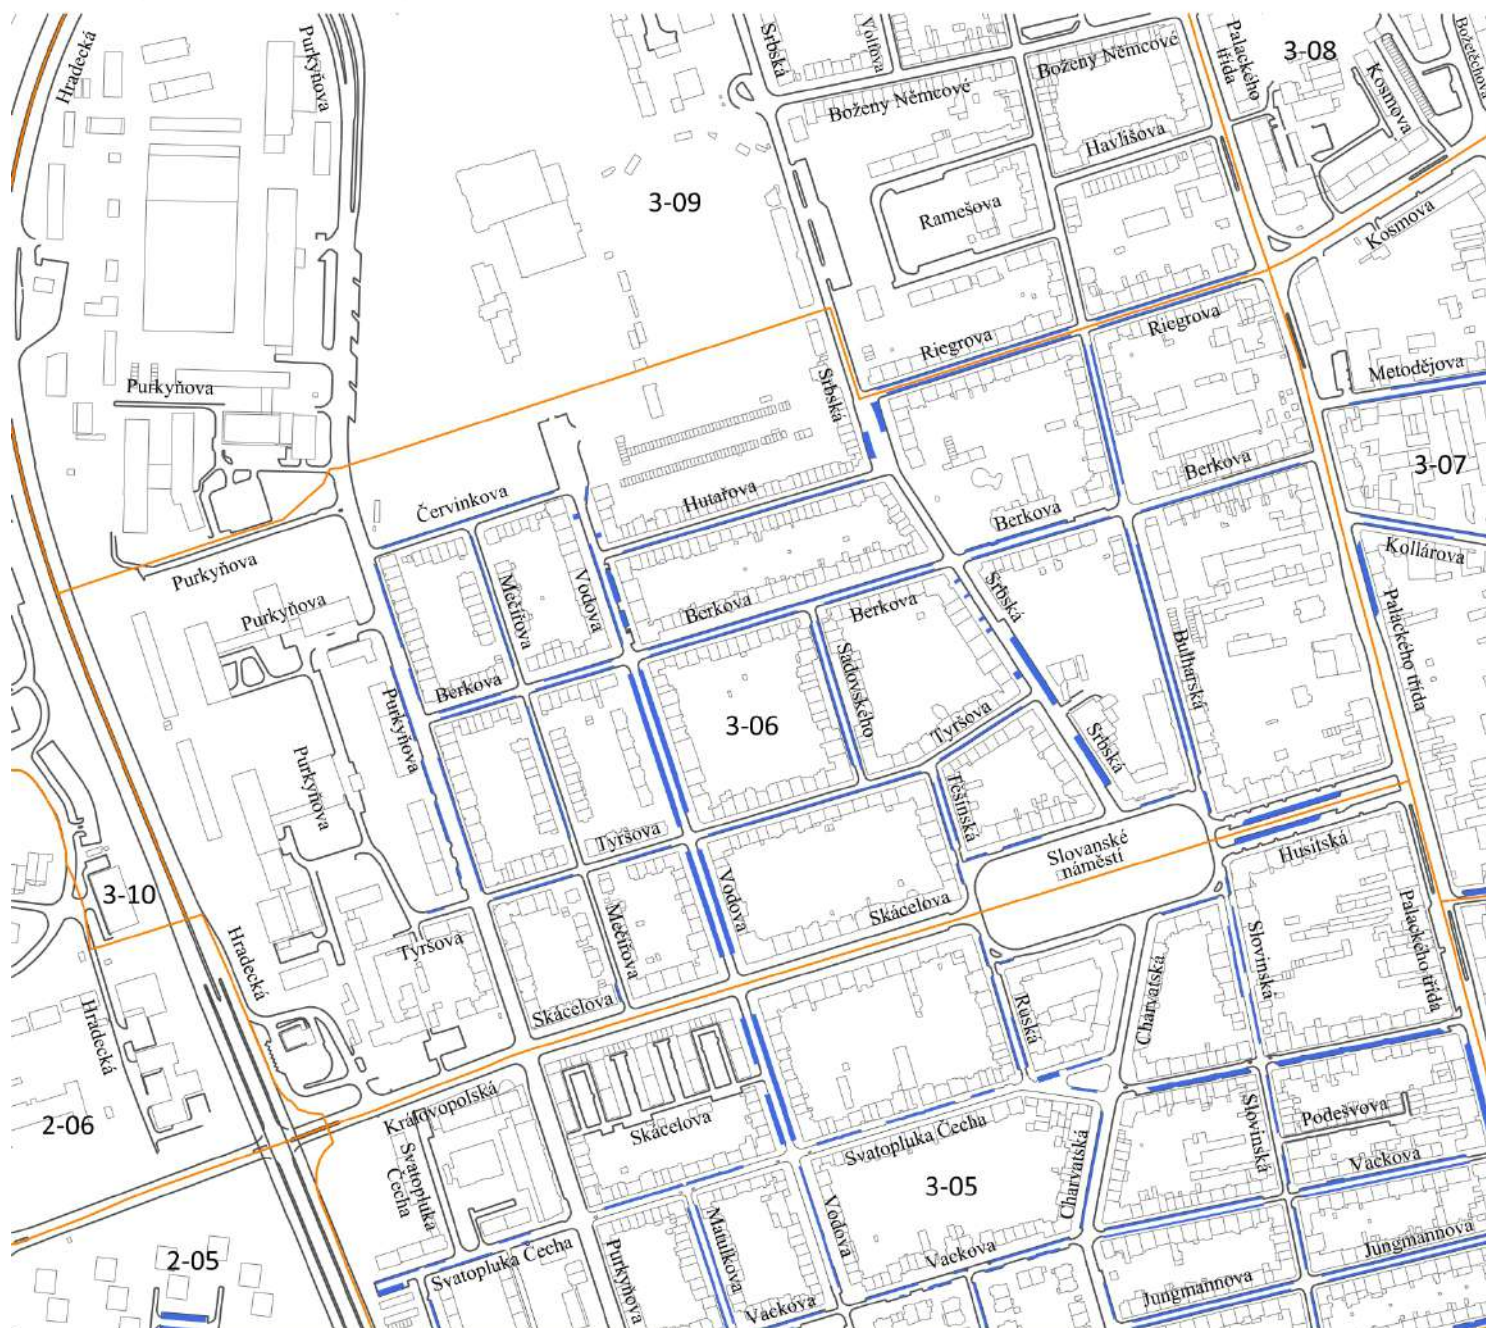 Hradecká
Purkyňova
Srbská
Volfova
Boženy Němcové
Palackého
třída
3-08
Kosmova
Božetěchova
Boženy Němcové
Havlišova
3-09
Ramešova
Kosmova
Riegrova
Riegrova
Metodějova
Purkyňova
Srbská
Berkova
3-07
Červinkova
Hutařova
Berkova
Kollárova
Purkyňova
Purkyňova
Mečířova
Vodova
Berkova
Berkova
Srbská
Palackého třída
Berkova
Purkyňova
3-06
Sadovského
Tyršova
Bulharská
Srbská
Purkyňova
Tyršova
Těšínská
Slovanské
náměstí
Husitská
3-10
Vodova
Skácelova
Mečířova
Tyršova
Hradecká
Palackého třída
Slovinská
Charvatská
Hradecká
Skácelova
Ruská
2-06
Královopolská
Skácelova
Svatopluka
Čecha
Svatopluka Čecha
Podešvova
Slovinská
Vackova
3-05
Charvatská
Vodova
Matulkova
Purkyňova
Svatopluka Čecha
Vackova
Jungmannova
2-05
Jungmannova
Vackova